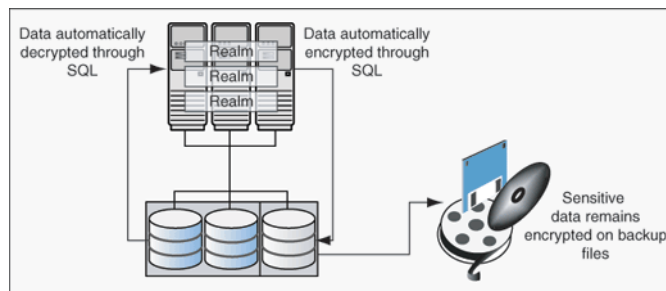 Data automatically
decrypted through
SQL
Realm
Realm
Realm
Data automatically
encrypted through
SQL
Sensitive
data remains
encrypted on backup
files